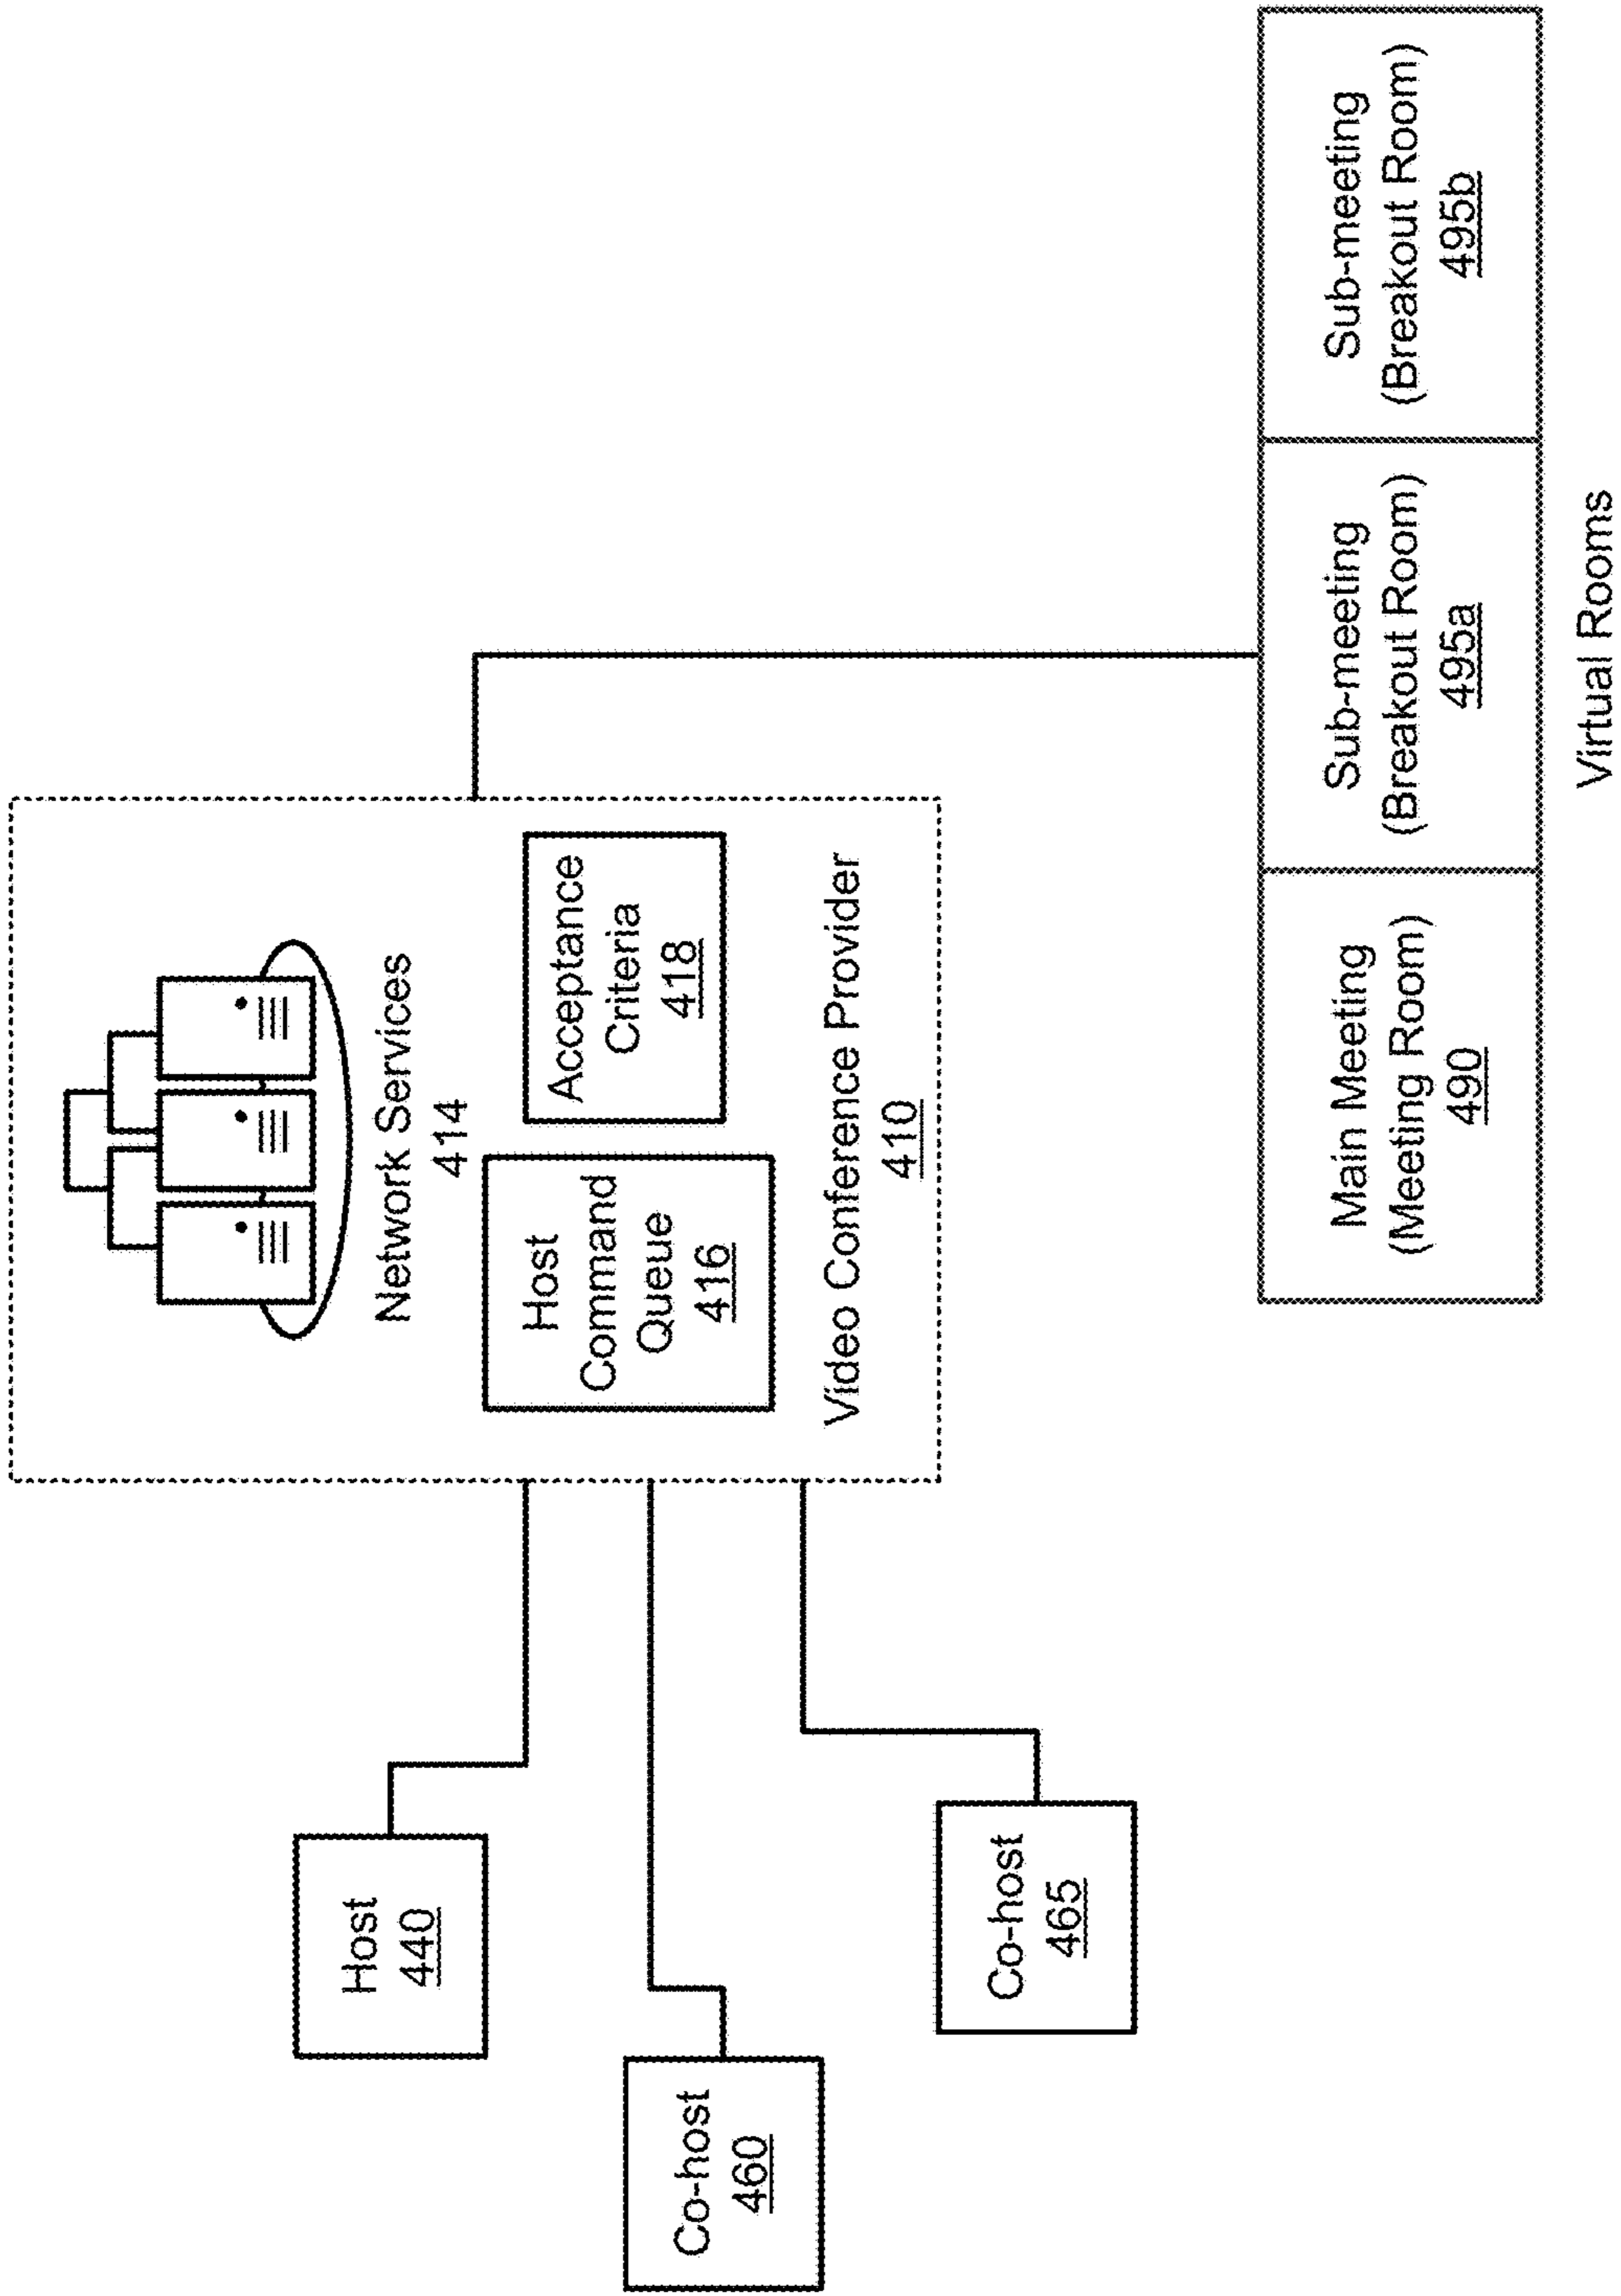 Network Services
414
Host
Command
Queue
416
Acceptance
Criteria
418
Video Conference Provider
410
Host
440
Co-host
460
Co-host
465
Main Meeting
(Meeting Room)
490
Sub-meeting
(Breakout Room)
495a
Sub-meeting
(Breakout Room)
495b
Virtual Rooms